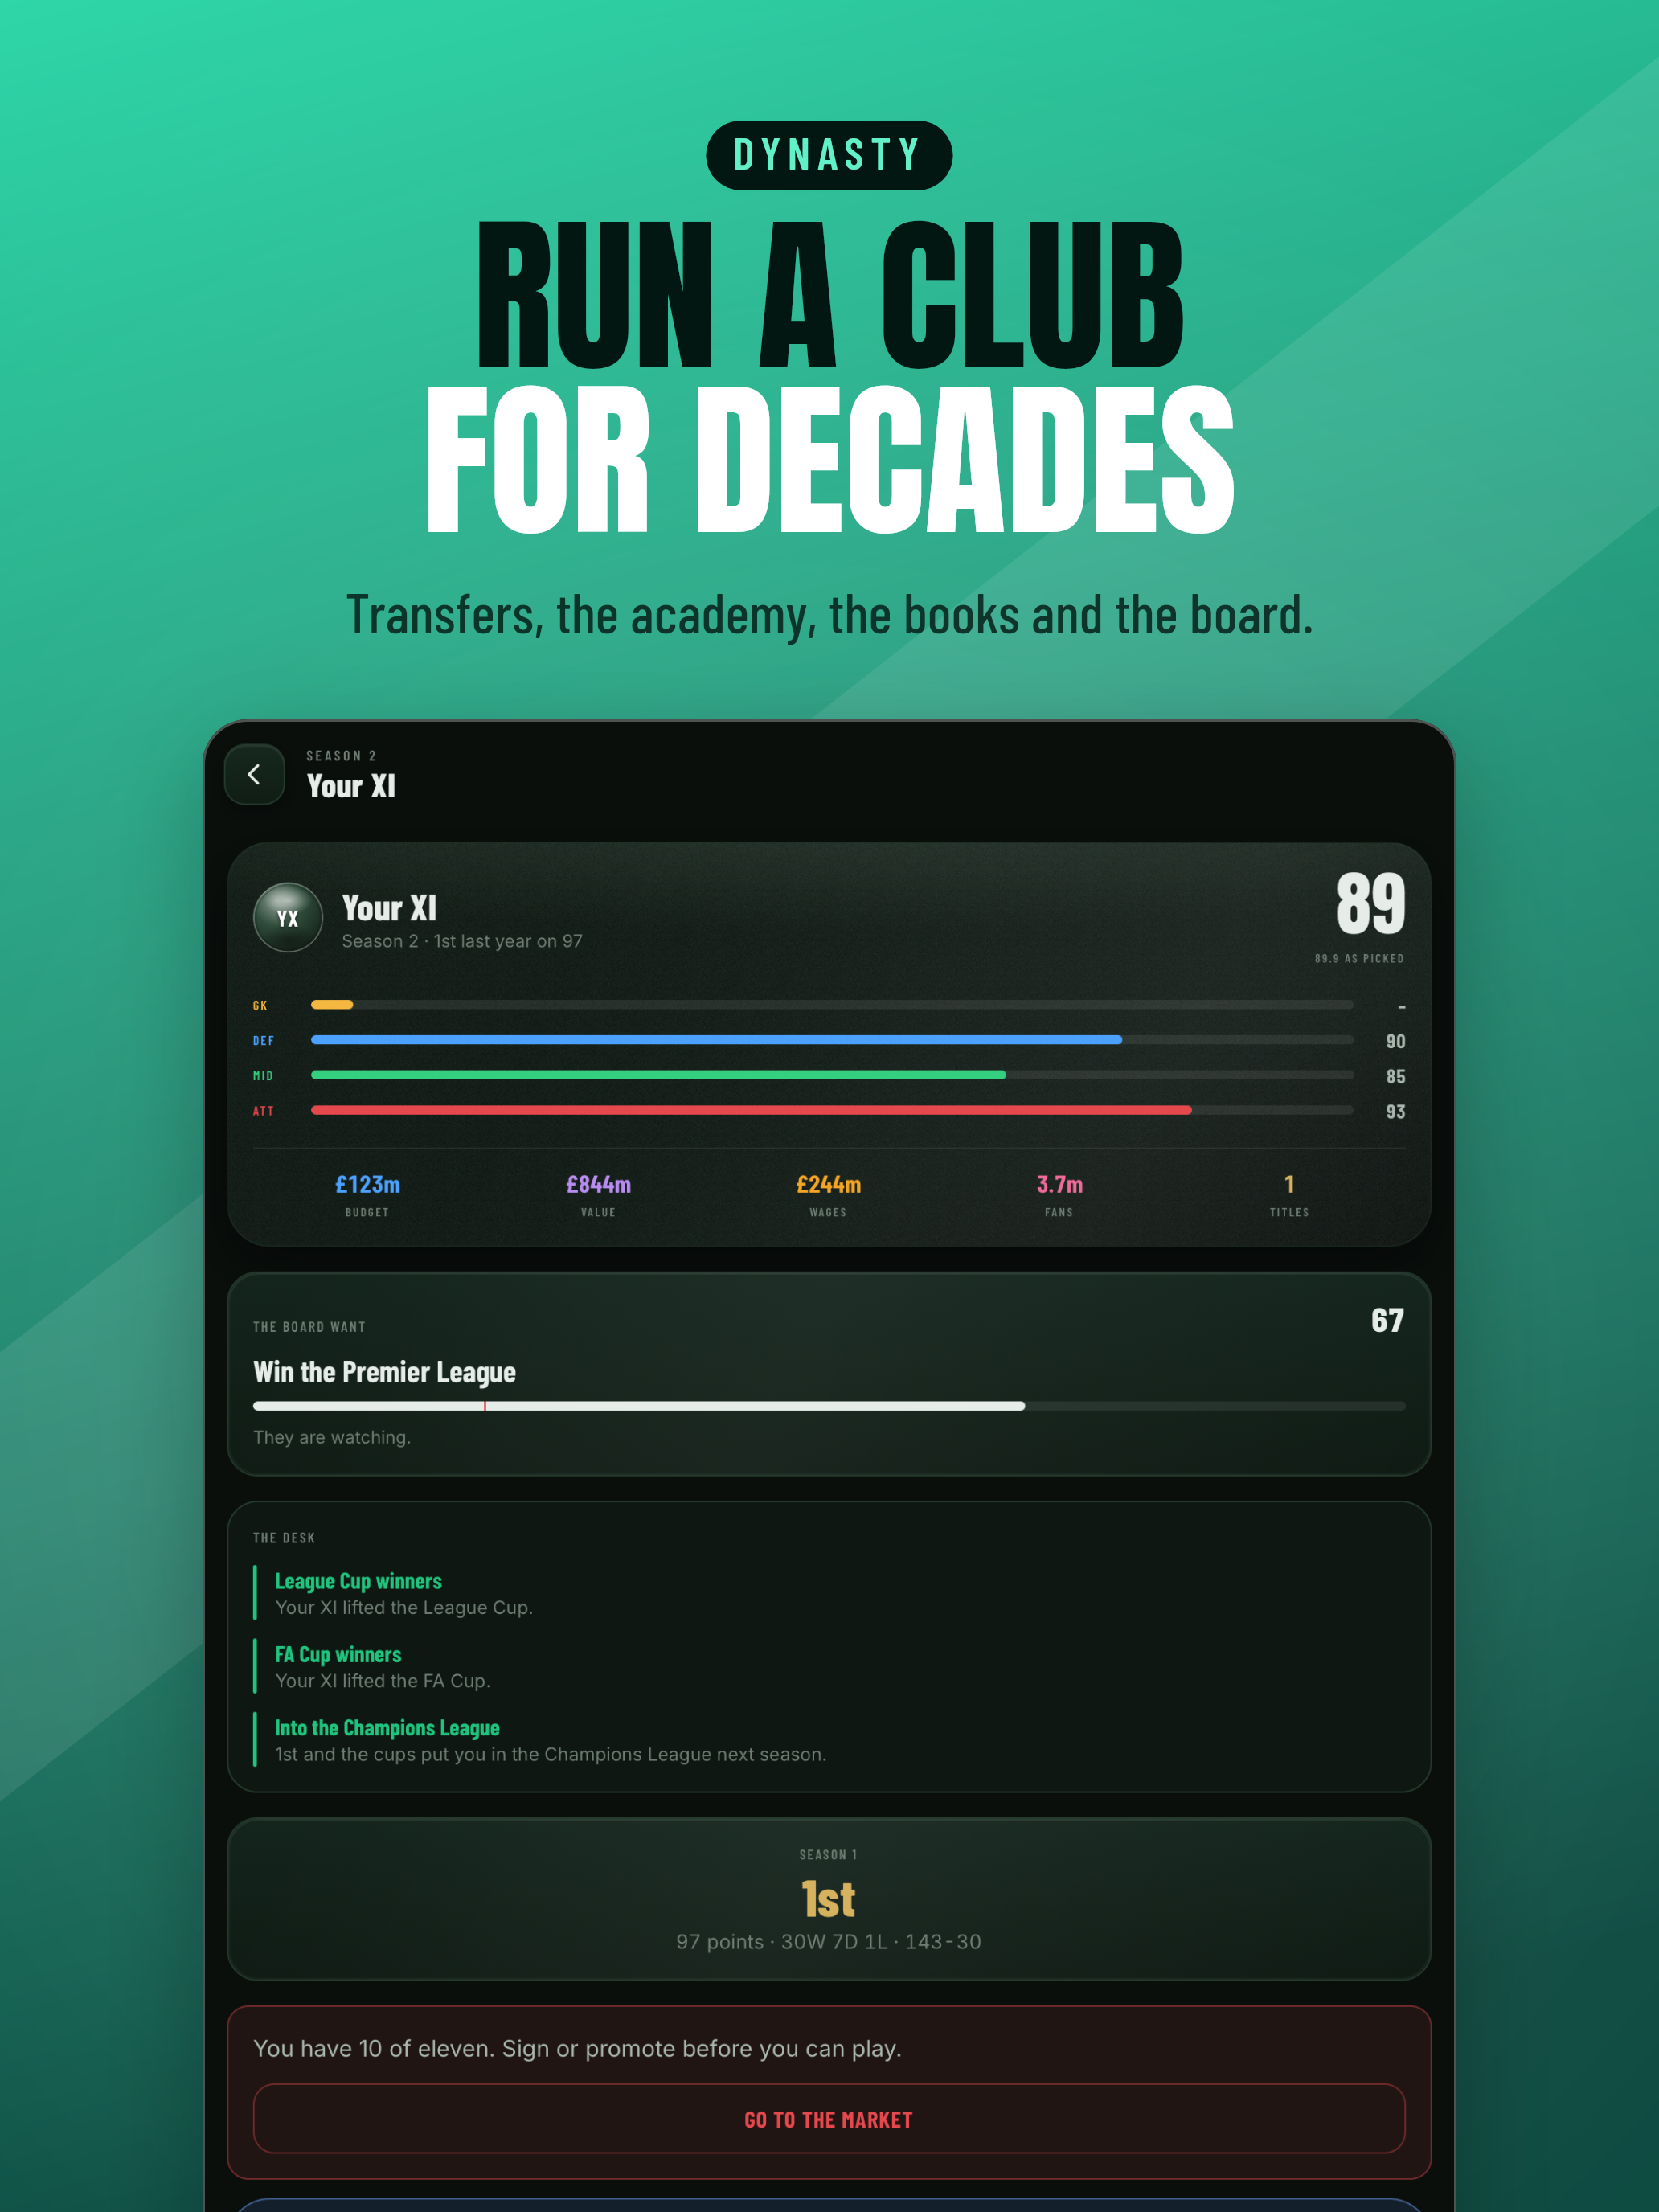 DYNASTY
RUN A CLUB
FOR DECADES
Transfers, the academy, the books and the board.
SEASON 2
Your XI
YX
Your XI
Season 2 · 1st last year on 97
89
89.9 AS PICKED
GK –
DEF 90
MID 85
ATT 93
£123m £844m £244m 3.7m 1
BUDGET VALUE WAGES FANS TITLES
THE BOARD WANT 67
Win the Premier League
They are watching.
THE DESK
League Cup winners
Your XI lifted the League Cup.
FA Cup winners
Your XI lifted the FA Cup.
Into the Champions League
1st and the cups put you in the Champions League next season.
SEASON 1
1st
97 points · 30W 7D 1L · 143-30
You have 10 of eleven. Sign or promote before you can play.
GO TO THE MARKET